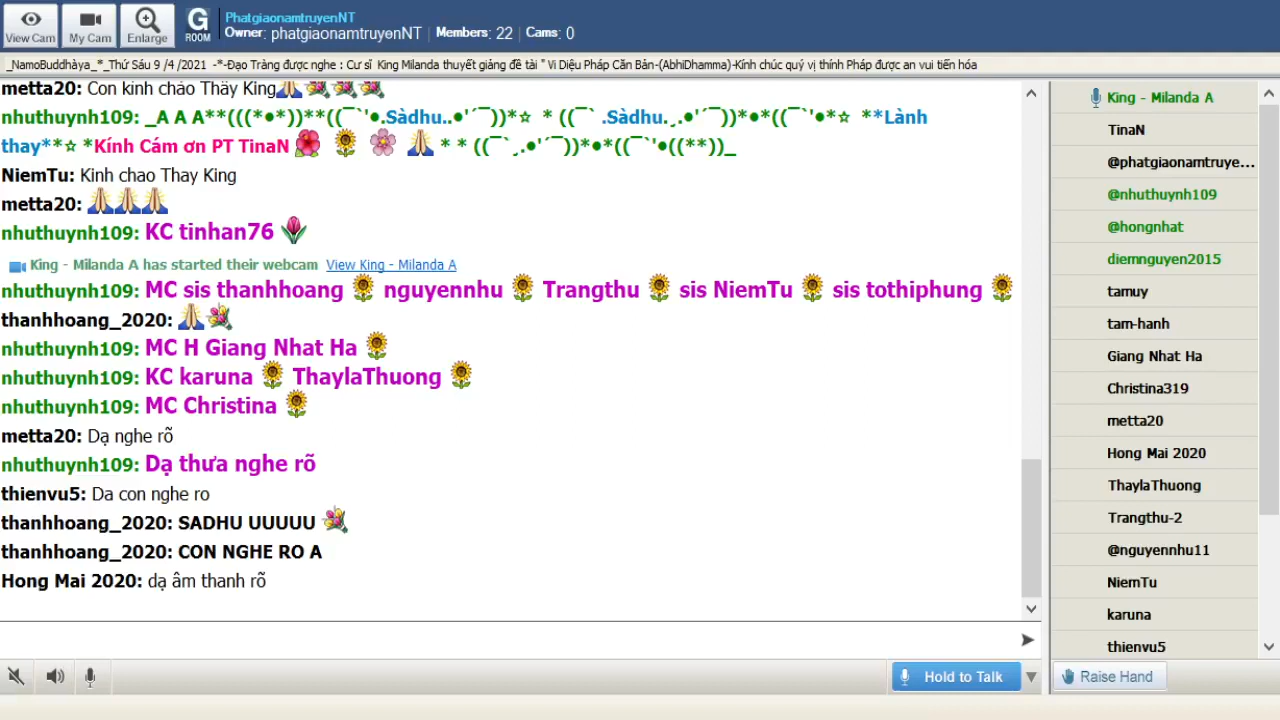 View Cam
My Cam
Enlarge
G
ROOM
PhatgiaonamtruyenNT
Owner: phatgiaonamtruyenNT | Members: 22 | Cams: 0
_NamoBuddhàya_*_Thứ Sáu 9 /4 /2021 -*-Đạo Tràng được nghe : Cư sĩ King Milanda thuyết giảng đề tài " Vi Diệu Pháp Căn Bản-(AbhiDhamma)-Kính chúc quý vị thính Pháp được an vui tiến hóa
metta20: Con kinh chảo Thäy King
nhuthuynh109: _A A A**(((*•*))**((¯`'•.Sàdhu..•'´¯))*☆ * ((¯` .Sàdhu.¸.•'´¯))*•*((¯`'•*☆ **Lành
thay**☆ *Kính Cám ơn PT TinaN * * ((¯`¸.•'´¯))*•*((¯`'•((**))_
NiemTu: Kinh chao Thay King
metta20:
nhuthuynh109: KC tinhan76
King - Milanda A has started their webcam View King - Milanda A
nhuthuynh109: MC sis thanhhoang nguyennhu Trangthu sis NiemTu sis tothiphung
thanhhoang_2020:
nhuthuynh109: MC H Giang Nhat Ha
nhuthuynh109: KC karuna ThaylaThuong
nhuthuynh109: MC Christina
metta20: Dạ nghe rõ
nhuthuynh109: Dạ thưa nghe rõ
thienvu5: Da con nghe ro
thanhhoang_2020: SADHU UUUUU
thanhhoang_2020: CON NGHE RO A
Hong Mai 2020: dạ âm thanh rõ
Hold to Talk
King - Milanda A
TinaN
@phatgiaonamtruye...
@nhuthuynh109
@hongnhat
diemnguyen2015
tamuy
tam-hanh
Giang Nhat Ha
Christina319
metta20
Hong Mai 2020
ThaylaThuong
Trangthu-2
@nguyennhu11
NiemTu
karuna
thienvu5
Raise Hand